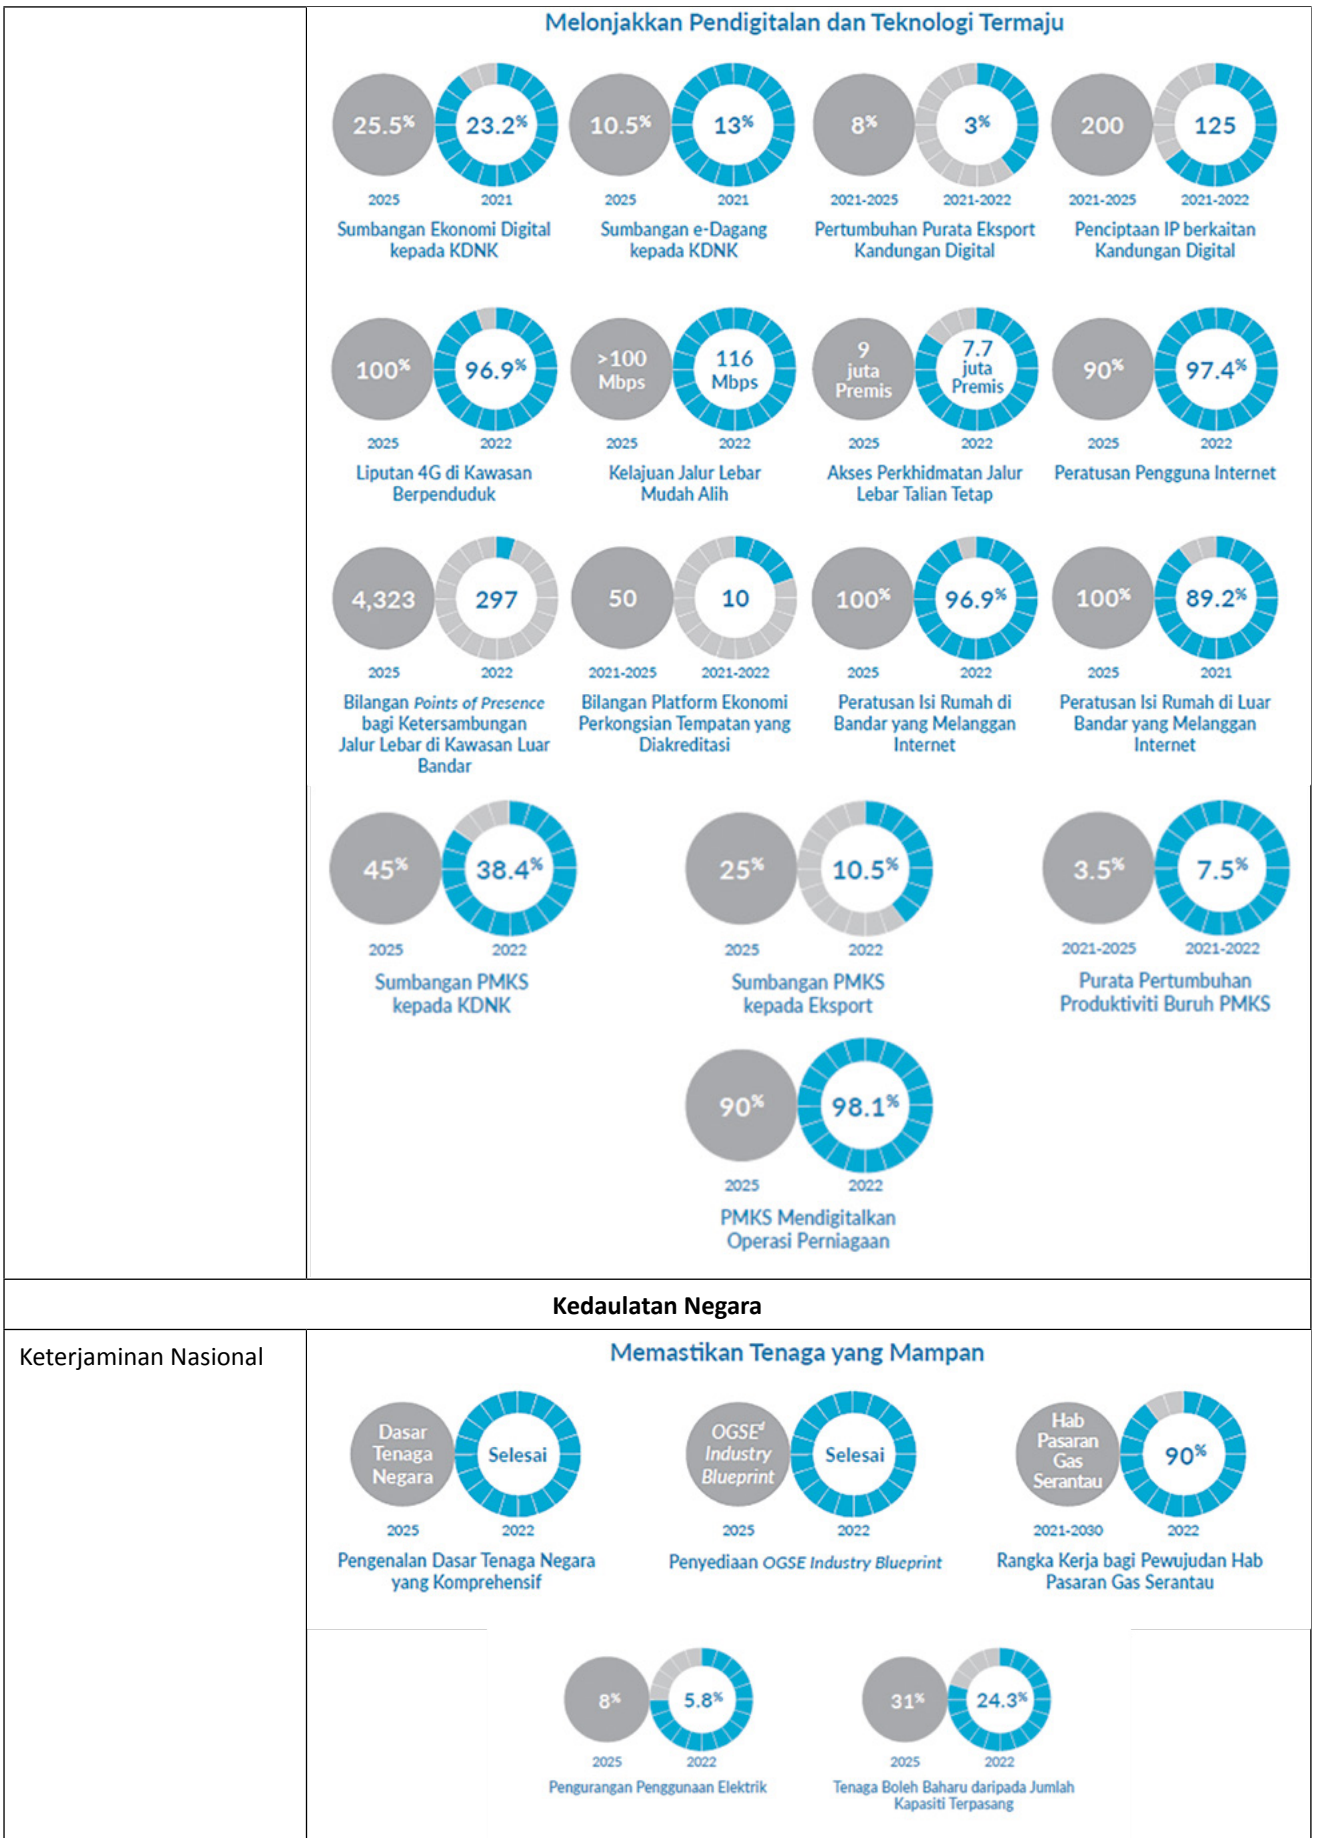 Melonjakkan Pendigitalan dan Teknologi Termaju
25.5%
23.2%
2025
2021
Sumbangan Ekonomi Digital
kepada KDNK
10.5%
13%
2025
2021
Sumbangan e-Dagang
kepada KDNK
8%
3%
2021-2025
2021-2022
Pertumbuhan Purata Eksport
Kandungan Digital
200
125
2021-2025
2021-2022
Penciptaan IP berkaitan
Kandungan Digital
100%
96.9%
2025
2022
Liputan 4G di Kawasan
Berpenduduk
>100
Mbps
116
Mbps
2025
2022
Kelajuan Jalur Lebar
Mudah Alih
9
juta
Premis
7.7
juta
Premis
2025
2022
Akses Perkhidmatan Jalur
Lebar Talian Tetap
90%
97.4%
2025
2022
Peratusan Pengguna Internet
4,323
297
2025
2022
Bilangan Points of Presence
bagi Ketersambungan
Jalur Lebar di Kawasan Luar
Bandar
50
10
2021-2025
2021-2022
Bilangan Platform Ekonomi
Perkongsian Tempatan yang
Diakreditasi
100%
96.9%
2025
2022
Peratusan Isi Rumah di
Bandar yang Melanggan
Internet
100%
89.2%
2025
2021
Peratusan Isi Rumah di Luar
Bandar yang Melanggan
Internet
45%
38.4%
2025
2022
Sumbangan PMKS
kepada KDNK
25%
10.5%
2025
2022
Sumbangan PMKS
kepada Eksport
3.5%
7.5%
2021-2025
2021-2022
Purata Pertumbuhan
Produktiviti Buruh PMKS
90%
98.1%
2025
2022
PMKS Mendigitalkan
Operasi Perniagaan
Kedaulatan Negara
Keterjaminan Nasional
Memastikan Tenaga yang Mampan
Dasar
Tenaga
Negara
Selesai
2025
2022
Pengenalan Dasar Tenaga Negara
yang Komprehensif
OGSEd
Industry
Blueprint
Selesai
2025
2022
Penyediaan OGSE Industry Blueprint
Hab
Pasaran
Gas
Serantau
90%
2021-2030
2022
Rangka Kerja bagi Pewujudan Hab
Pasaran Gas Serantau
8%
5.8%
2025
2022
Pengurangan Penggunaan Elektrik
31%
24.3%
2025
2022
Tenaga Boleh Baharu daripada Jumlah
Kapasiti Terpasang